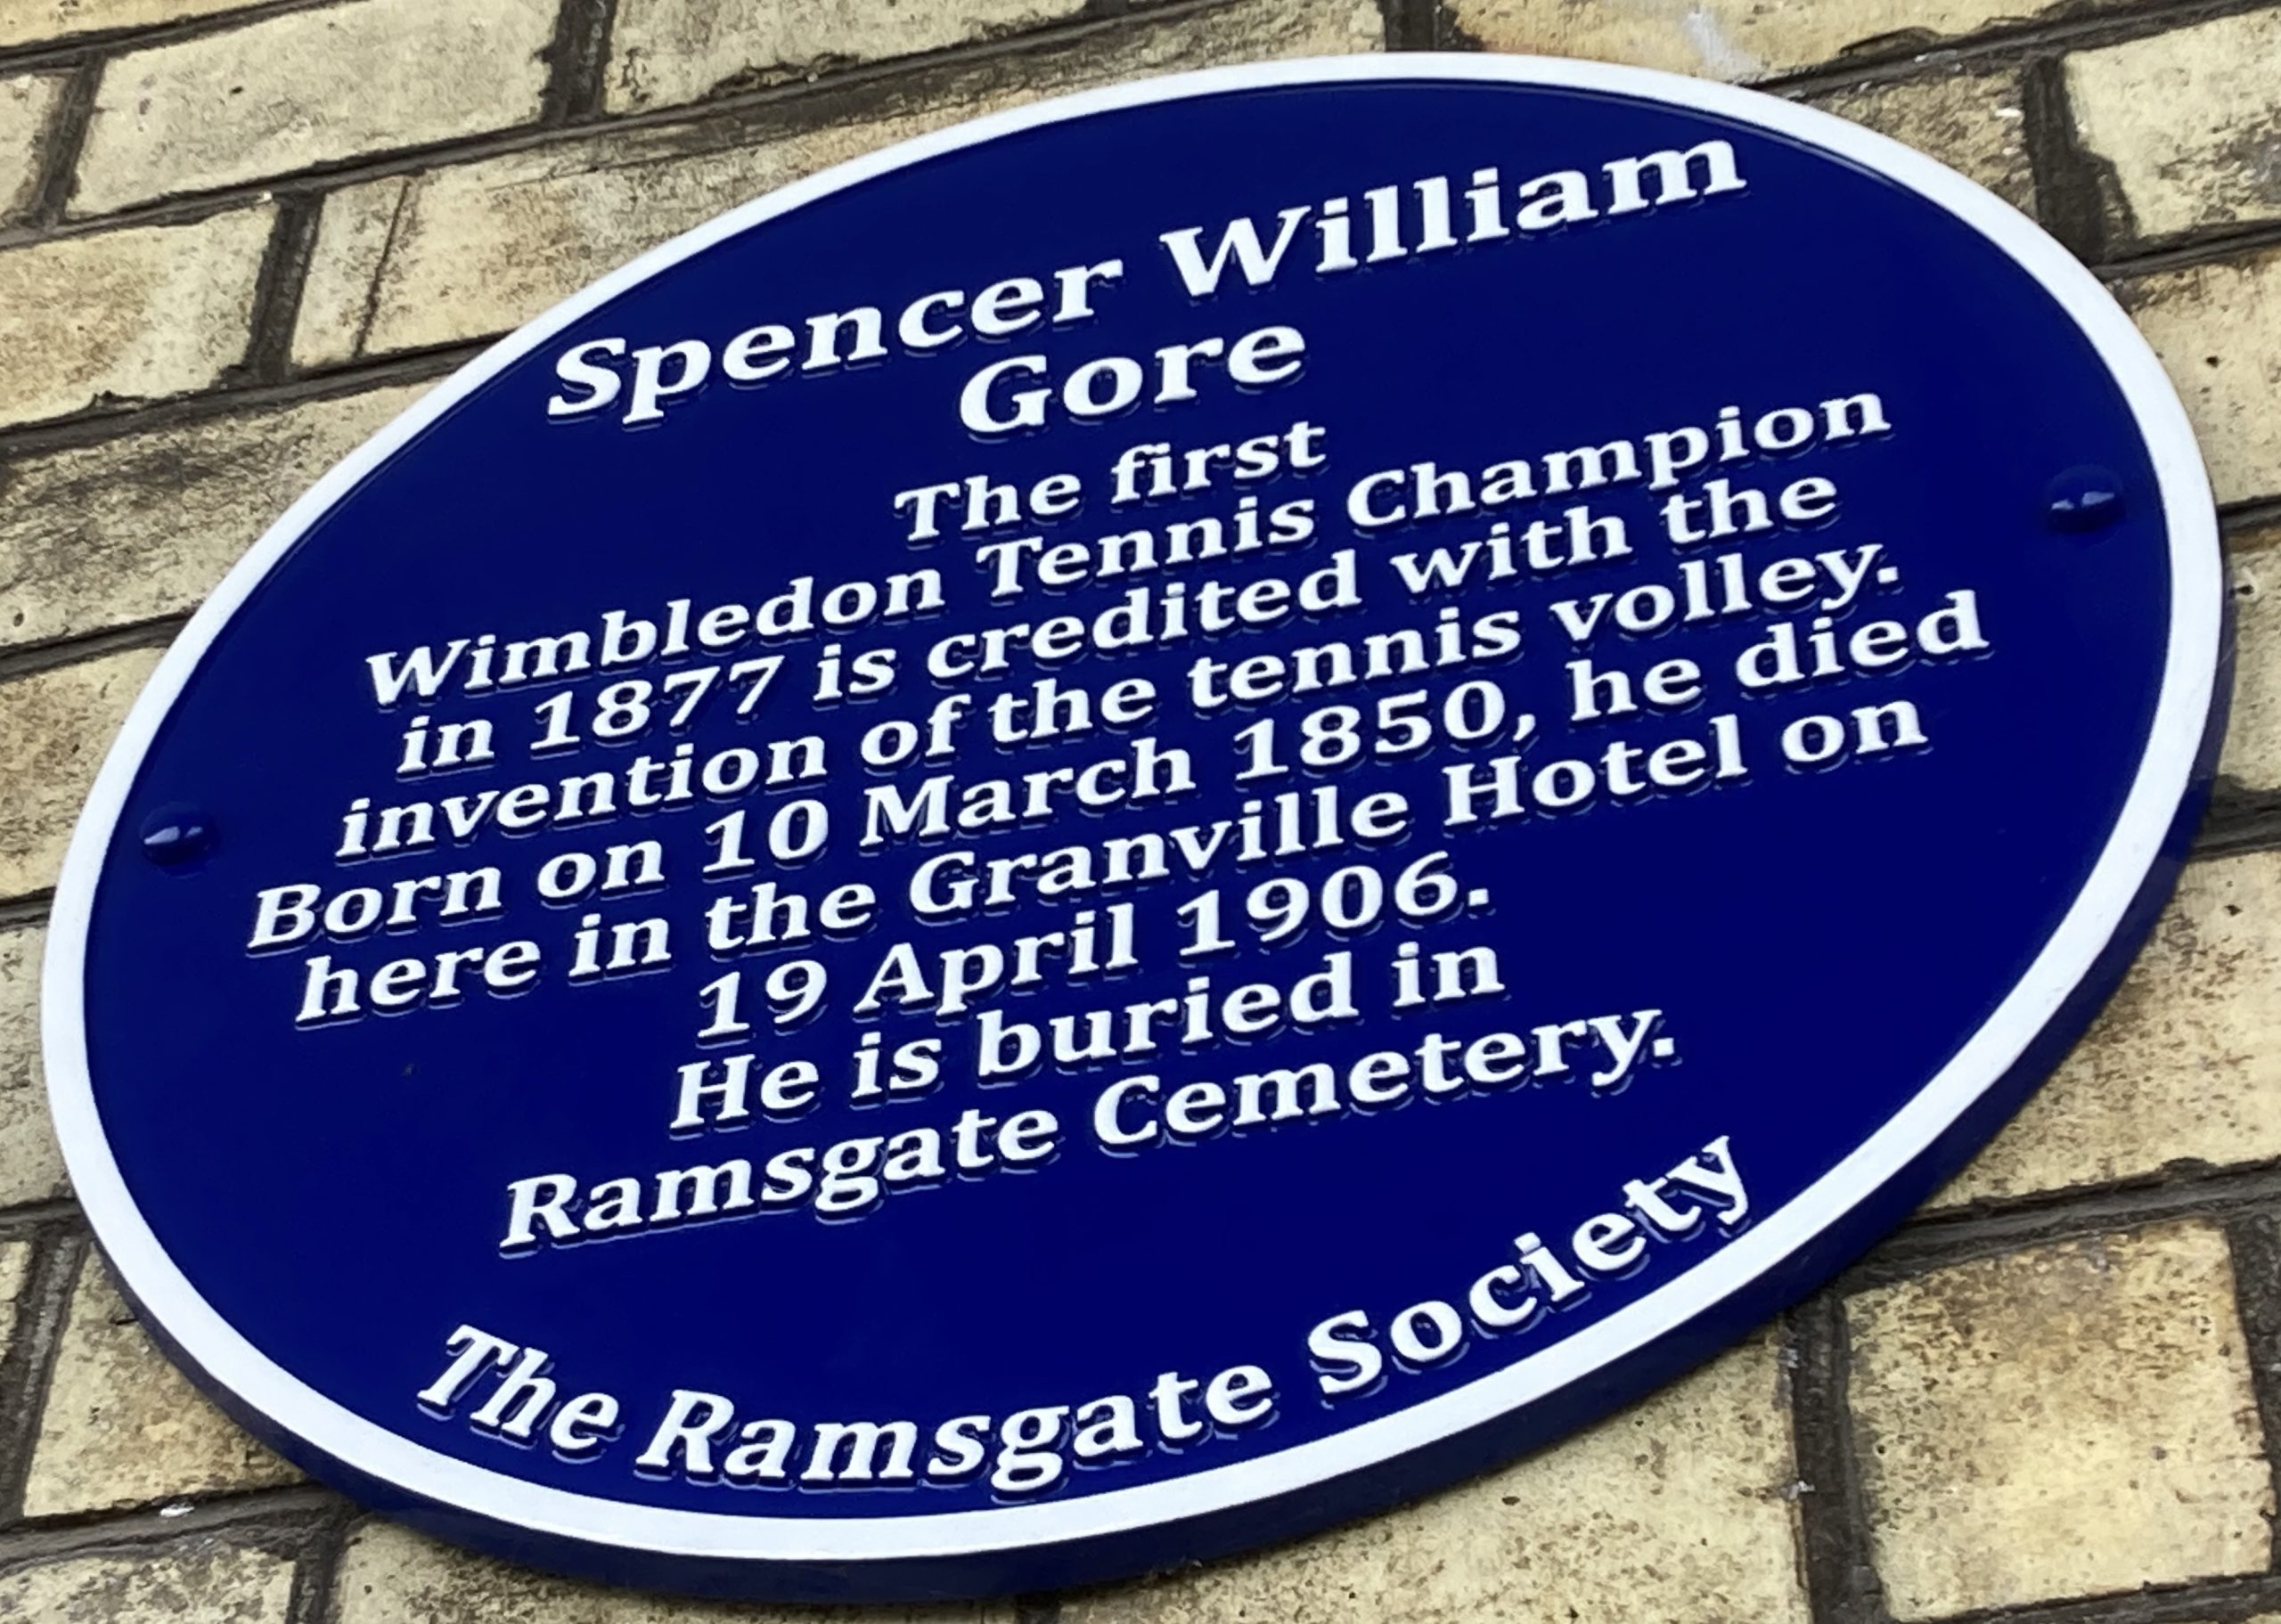 Spencer William
Gore
The first
Wimbledon Tennis Champion
in 1877 is credited with the
invention of the tennis volley.
Born on 10 March 1850, he died
here in the Granville Hotel on
19 April 1906.
He is buried in
Ramsgate Cemetery.
The Ramsgate Society